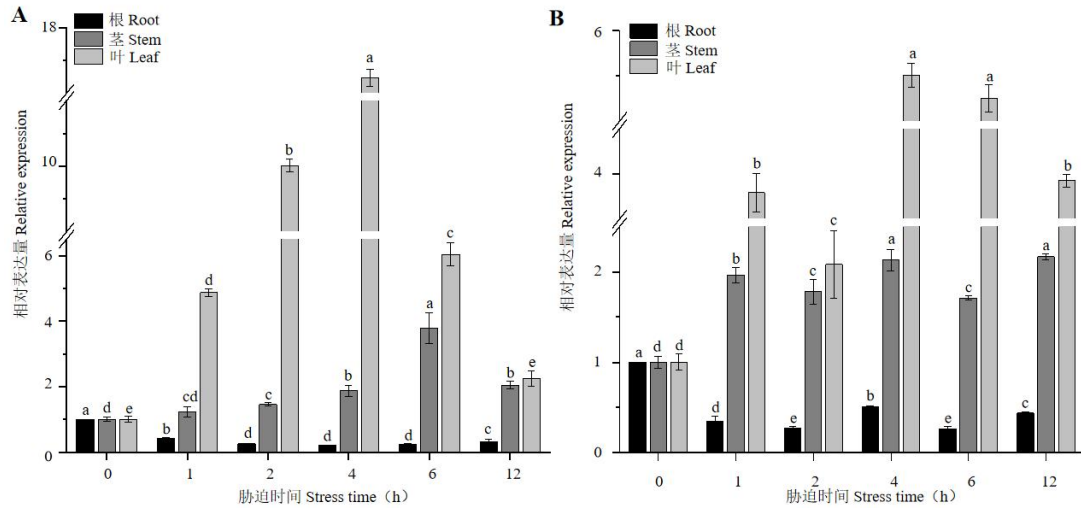 A
18
根 Root
茎 Stem
叶 Leaf
a
b
10
相对表达量 Relative expression
c
6
d
a
4
b
e
2
cd
c
a d e
b
d
d
d
c
0
0 1 2 4 6 12
胁迫时间 Stress time（h）
B
6
根 Root
茎 Stem
叶 Leaf
a
a
b
b
4
相对表达量 Relative expression
c
a
a
b
c
c
2
a d d
1
d
e
b
e
c
0
0 1 2 4 6 12
胁迫时间 Stress time（h）